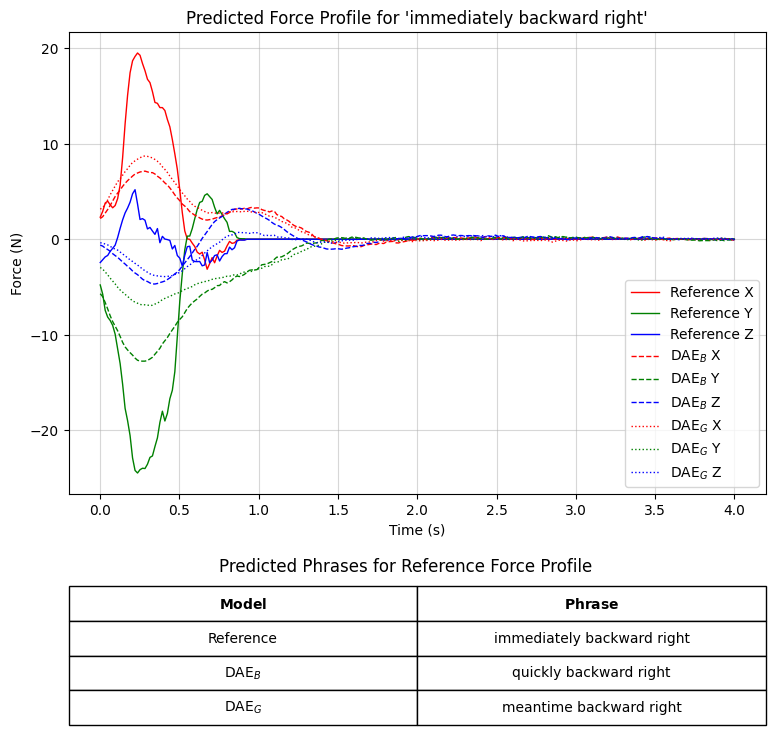 Predicted Force Profile for 'immediately backward right'
20
10
0
−10
−20
Force (N)
0.0 0.5 1.0 1.5 2.0 2.5 3.0 3.5 4.0
Time (s)
Reference X
Reference Y
Reference Z
DAE_B X
DAE_B Y
DAE_B Z
DAE_G X
DAE_G Y
DAE_G Z
Predicted Phrases for Reference Force Profile
Model Phrase
Reference immediately backward right
DAE_B quickly backward right
DAE_G meantime backward right